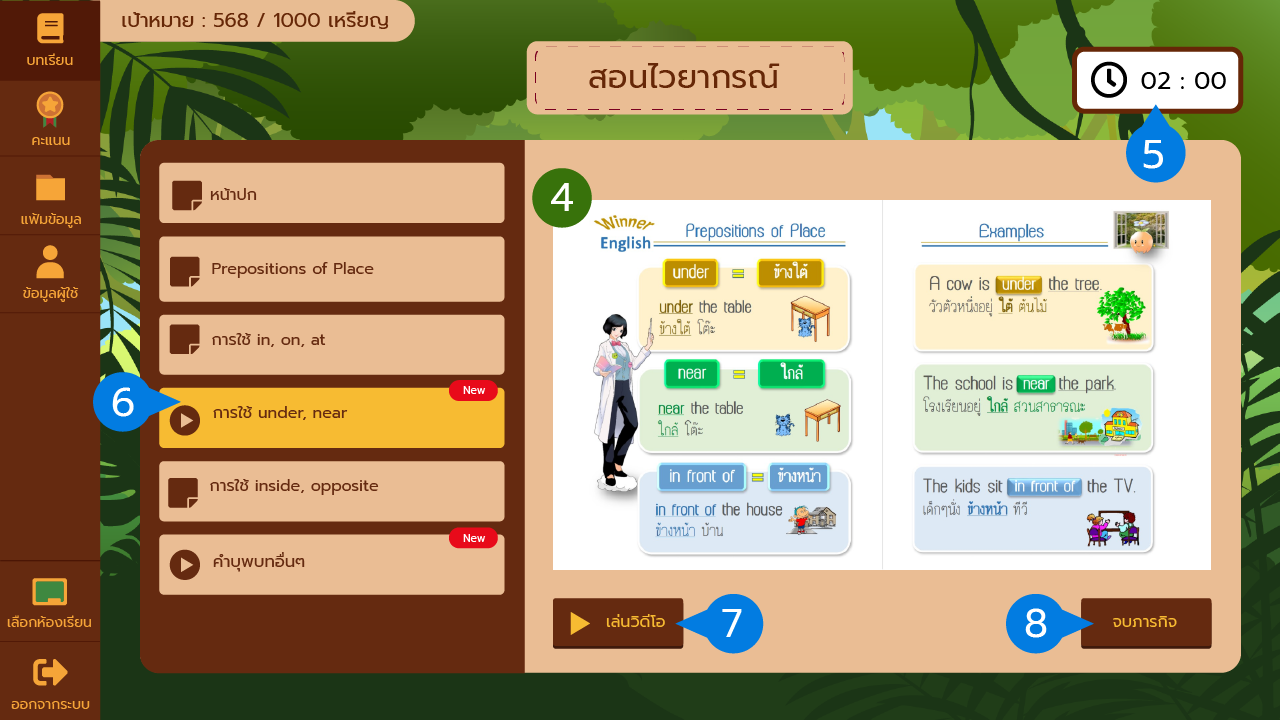 เป้าหมาย : 568 / 1000 เหรียญ
บทเรียน
คะแนน
แฟ้มข้อมูล
ข้อมูลผู้ใช้
เลือกห้องเรียน
ออกจากระบบ
สอนไวยากรณ์
02 : 00
5
หน้าปก
Prepositions of Place
การใช้ in, on, at
New
การใช้ under, near
6
การใช้ inside, opposite
New
คำบุพบทอื่นๆ
4
Winner
English
Prepositions of Place
under = ข้างใต้
under the table
ข้างใต้ โต๊ะ
near = ใกล้
near the table
ใกล้ โต๊ะ
in front of = ข้างหน้า
in front of the house
ข้างหน้า บ้าน
Examples
A cow is under the tree.
วัวตัวหนึ่งอยู่ ใต้ ต้นไม้
The school is near the park.
โรงเรียนอยู่ ใกล้ สวนสาธารณะ
The kids sit in front of the TV.
เด็กๆนั่ง ข้างหน้า ทีวี
เล่นวิดีโอ
7
8
จบภารกิจ